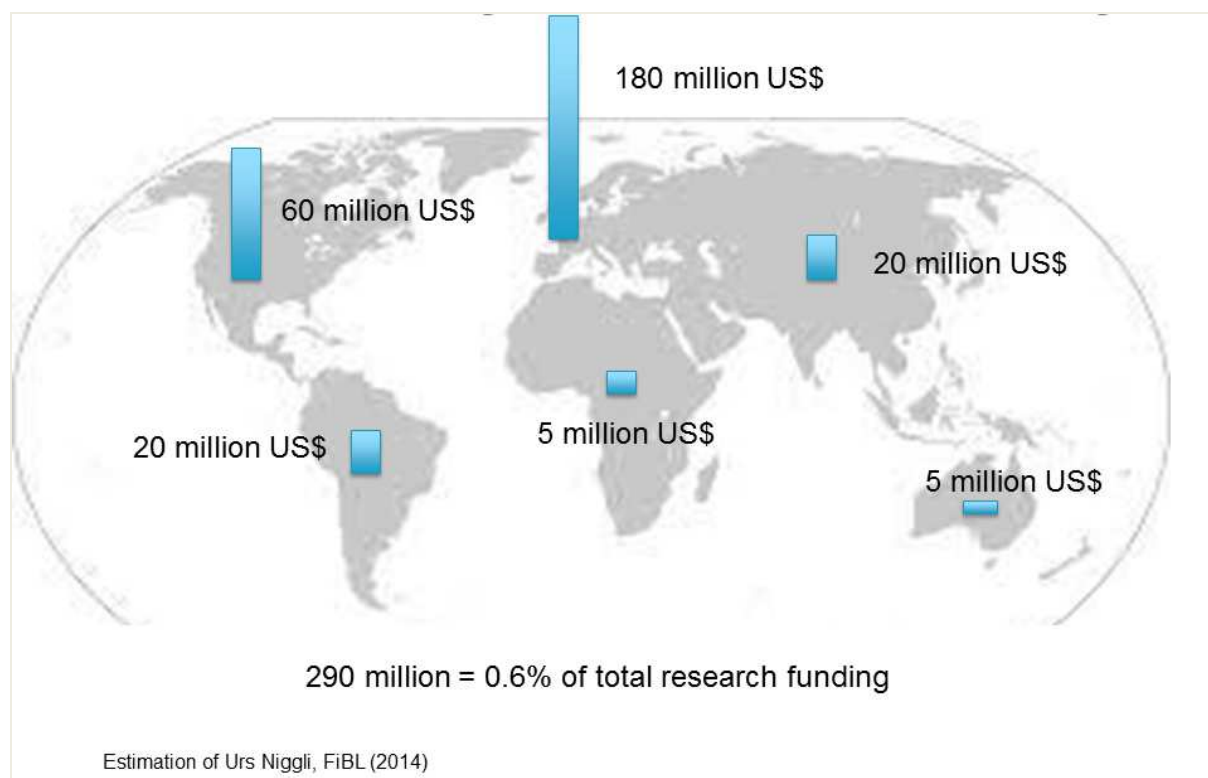 180 million US$
60 million US$
20 million US$
5 million US$
20 million US$
5 million US$
290 million = 0.6% of total research funding
Estimation of Urs Niggli, FiBL (2014)